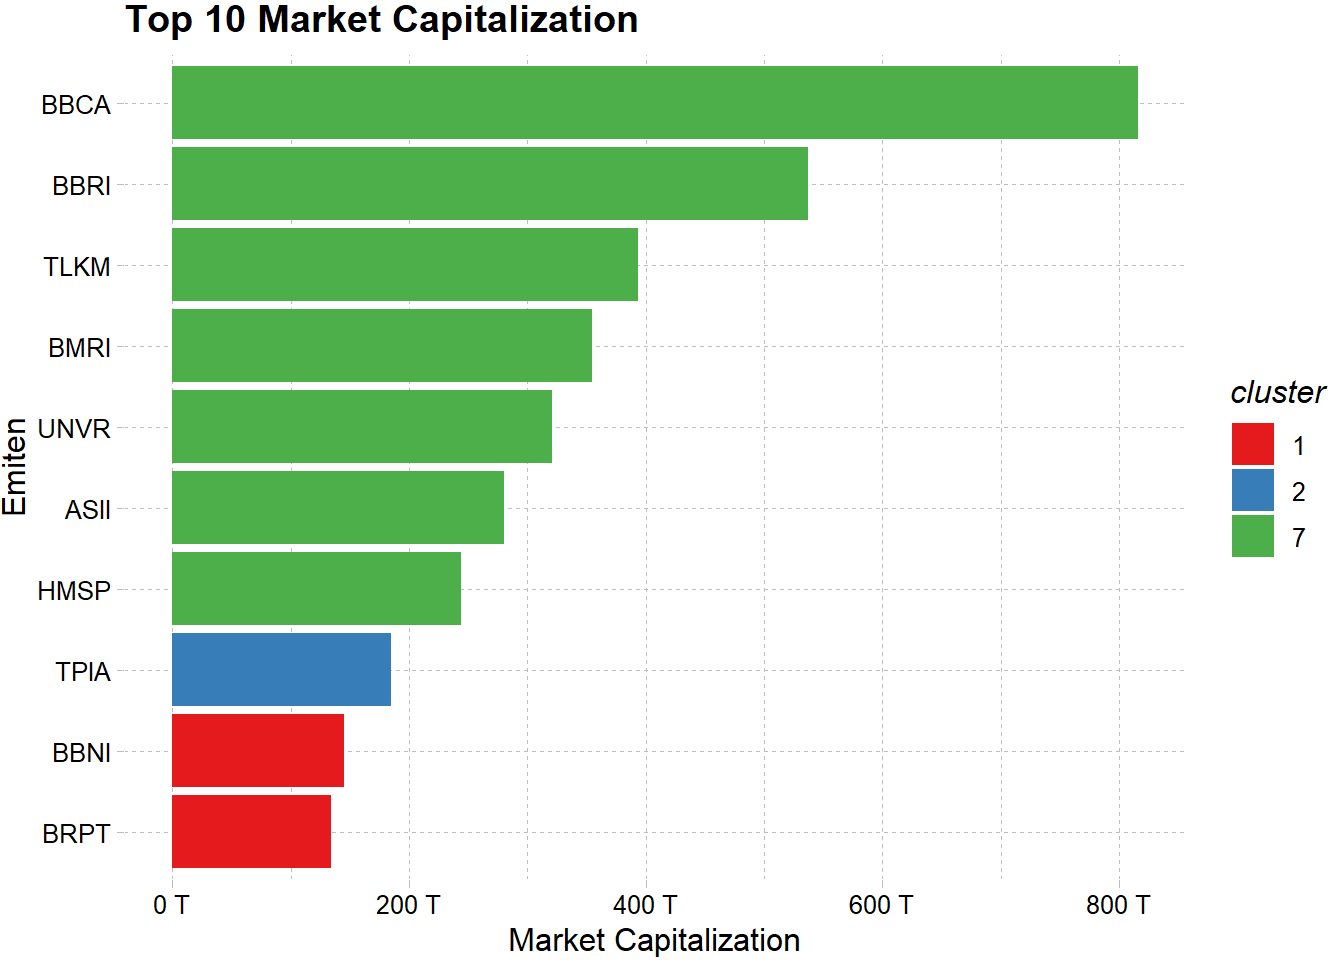 Top 10 Market Capitalization
BBCA
BBRI
TLKM
BMRI
UNVR
ASII
HMSP
TPIA
BBNI
BRPT
Emiten
0 T
200 T
400 T
600 T
800 T
Market Capitalization
cluster
1
2
7